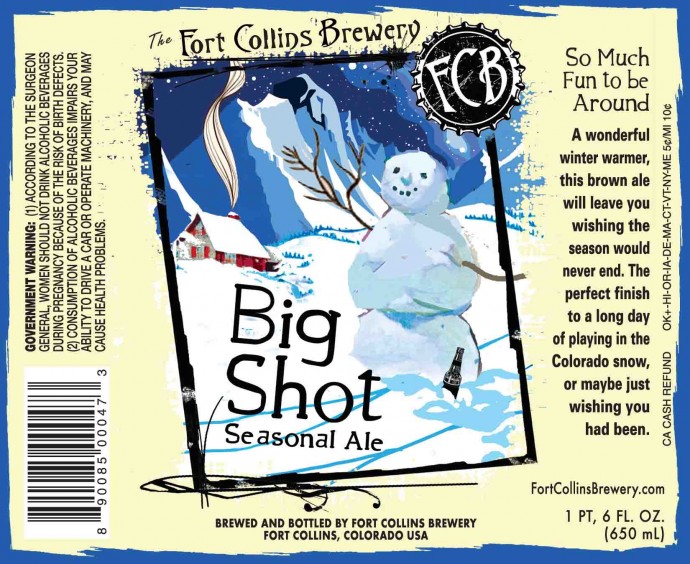 The Fort Collins Brewery
FCB
Big
Shot
Seasonal Ale
BREWED AND BOTTLED BY FORT COLLINS BREWERY
FORT COLLINS, COLORADO USA
GOVERNMENT WARNING: (1) ACCORDING TO THE SURGEON
GENERAL, WOMEN SHOULD NOT DRINK ALCOHOLIC BEVERAGES
DURING PREGNANCY BECAUSE OF THE RISK OF BIRTH DEFECTS.
(2) CONSUMPTION OF ALCOHOLIC BEVERAGES IMPAIRS YOUR
ABILITY TO DRIVE A CAR OR OPERATE MACHINERY, AND MAY
CAUSE HEALTH PROBLEMS.
8 90085 00047 3
So Much
Fun to be
Around
A wonderful
winter warmer,
this brown ale
will leave you
wishing the
season would
never end. The
perfect finish
to a long day
of playing in the
Colorado snow,
or maybe just
wishing you
had been.
CA CASH REFUND OK+-HI-OR-IA-DE-MA-CT-VT-NY-ME 5¢/MI 10¢
FortCollinsBrewery.com
1 PT, 6 FL. OZ.
(650 mL)